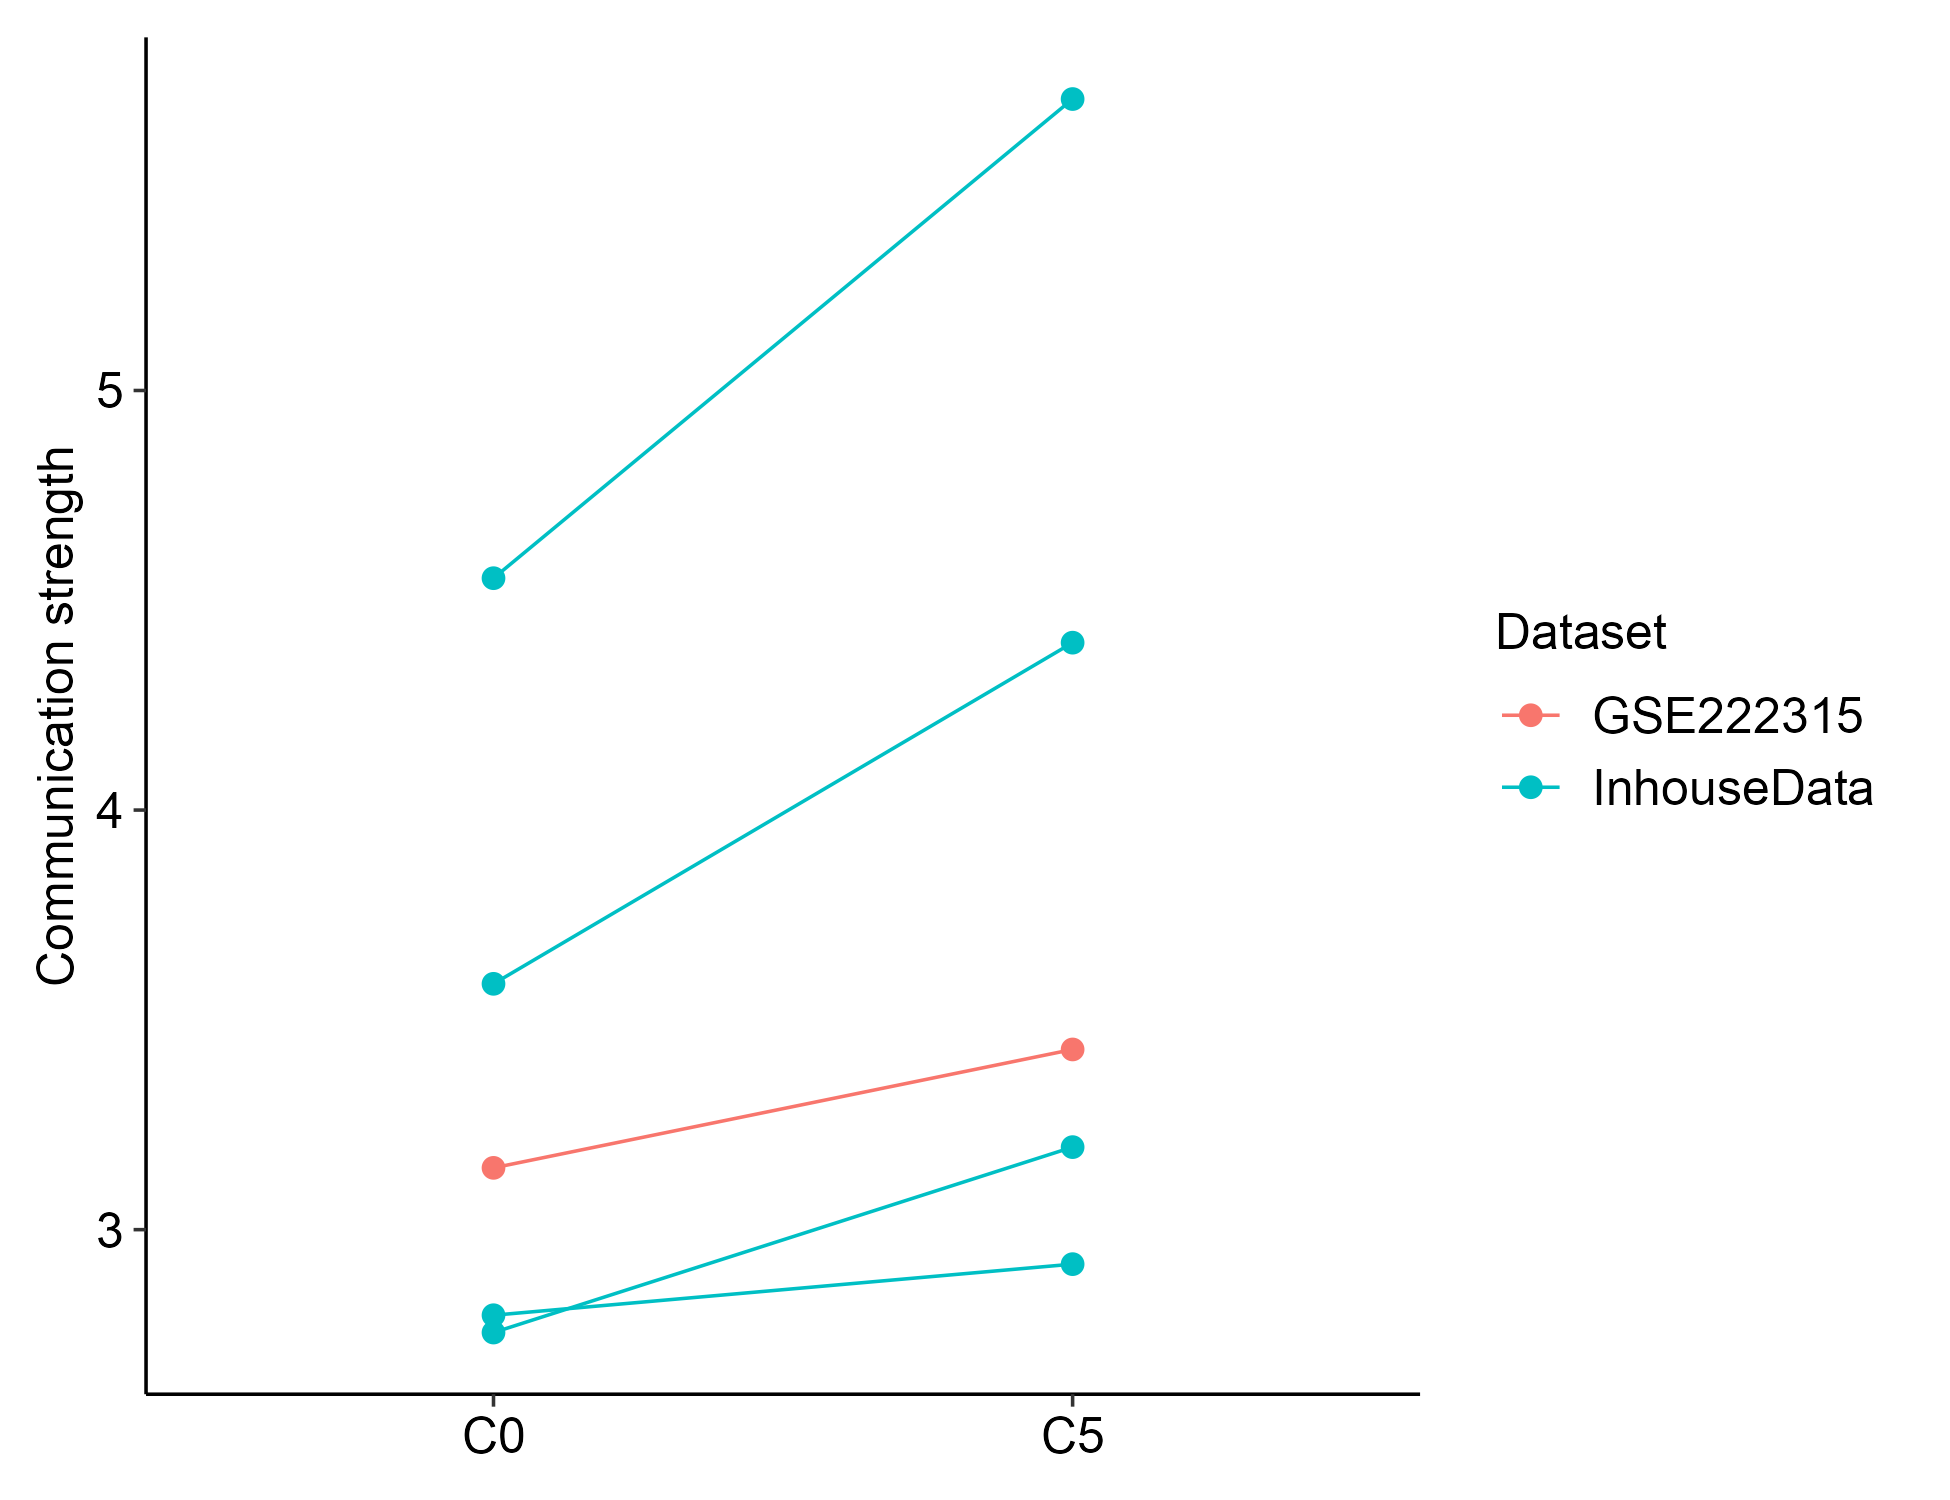 Communication strength
5
4
3
C0
C5
Dataset
GSE222315
InhouseData